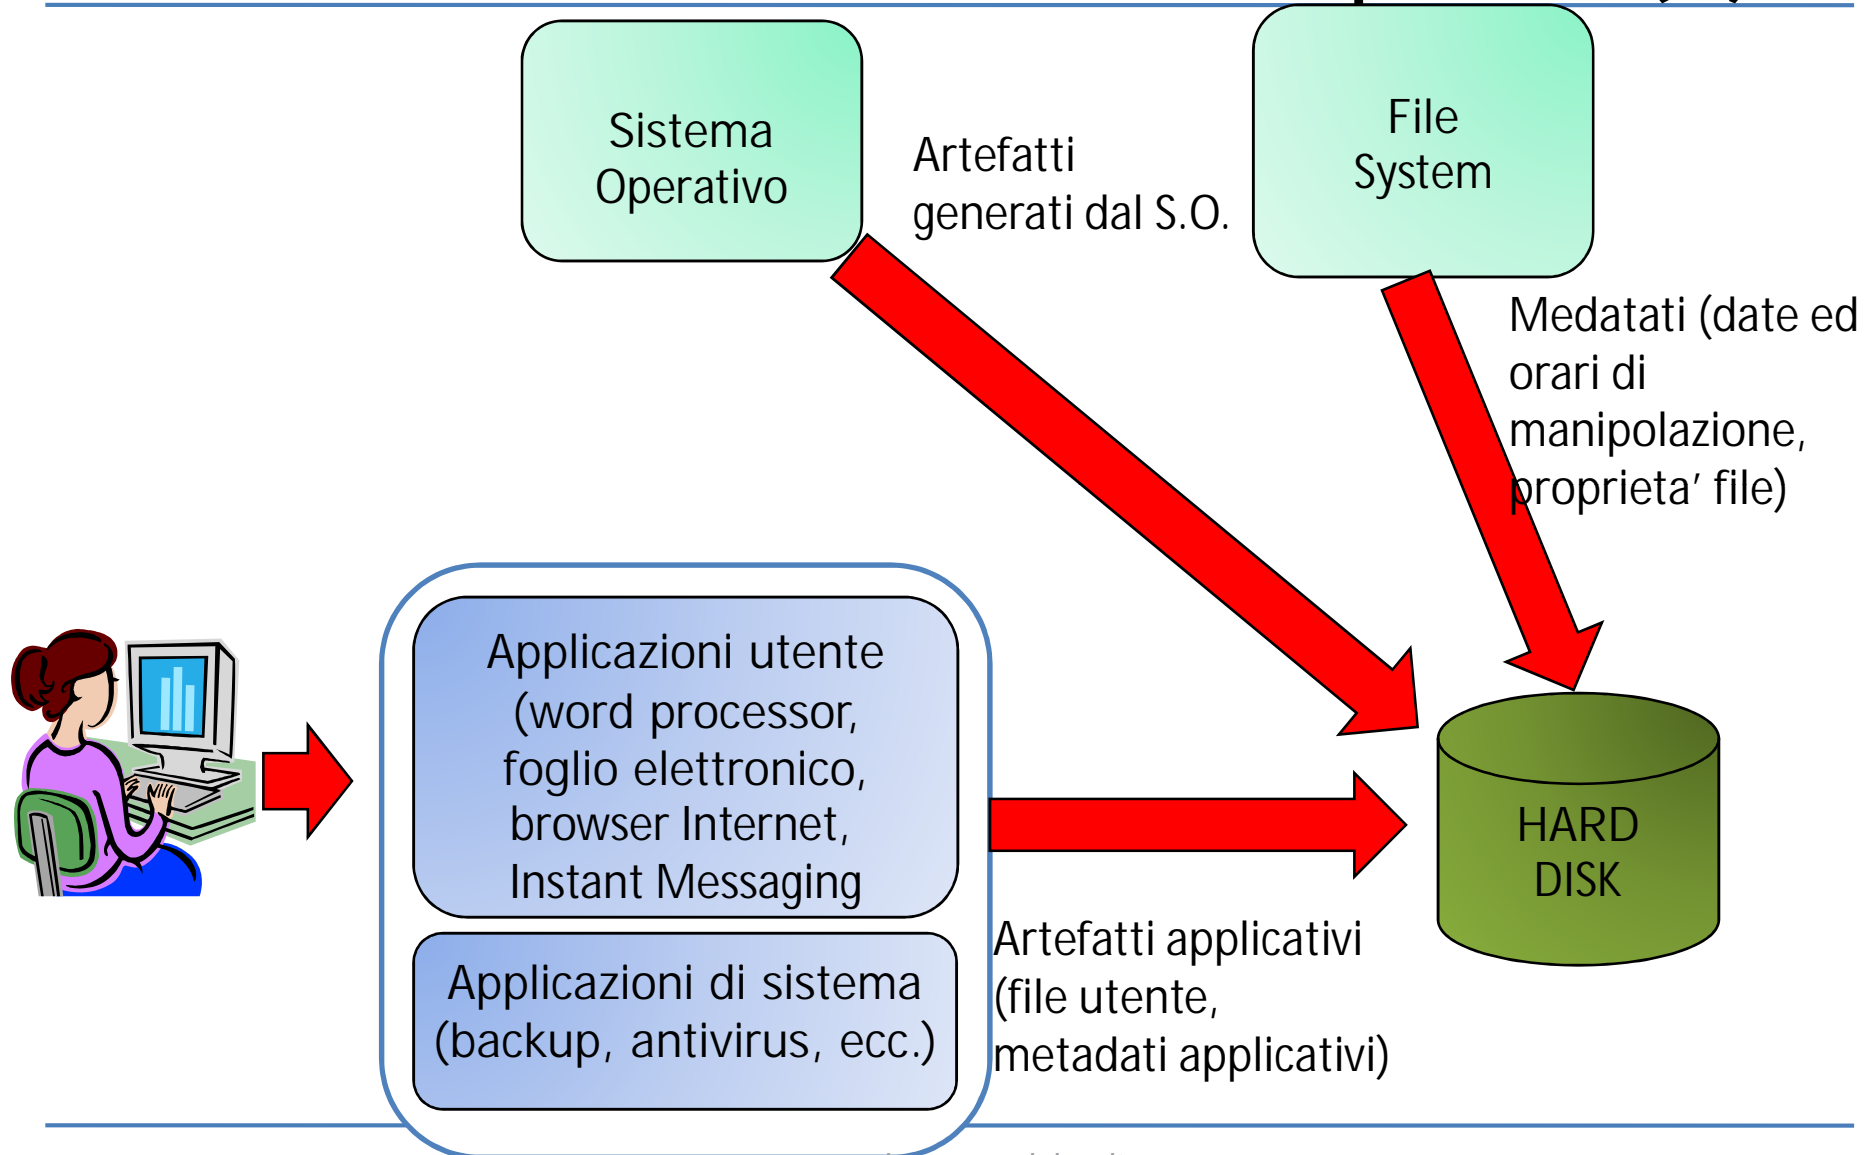 Sistema
Operativo
Artefatti
generati dal S.O.
File
System
Medatati (date ed
orari di
manipolazione,
proprieta’ file)
Applicazioni utente
(word processor,
foglio elettronico,
browser Internet,
Instant Messaging
Applicazioni di sistema
(backup, antivirus, ecc.)
Artefatti applicativi
(file utente,
metadati applicativi)
HARD
DISK